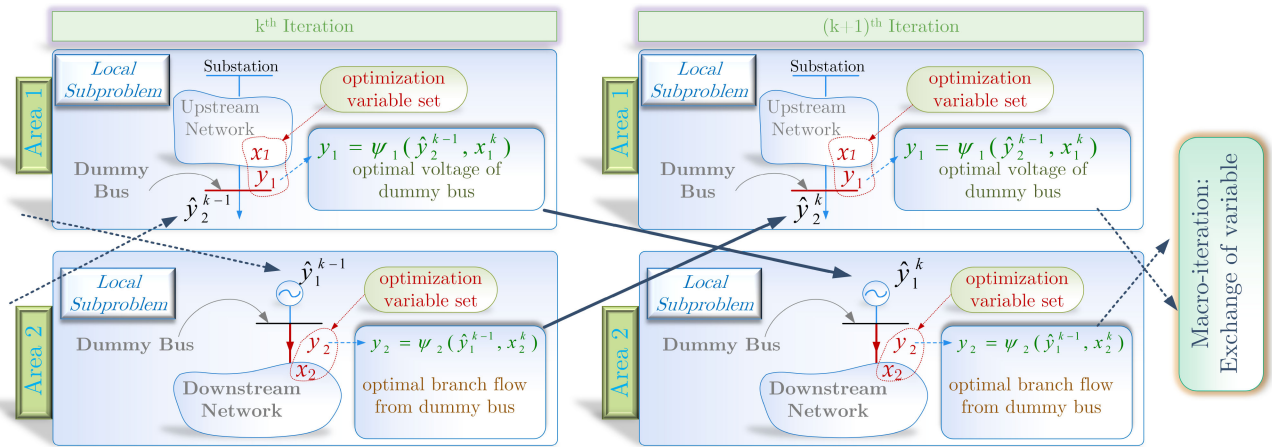 kᵗʰ Iteration
(k+1)ᵗʰ Iteration
Area 1
Local
Subproblem
Substation
Upstream
Network
optimization
variable set
x₁
y₁
Dummy
Bus
ŷ₂ᵏ⁻¹
y₁ = ψ₁(ŷ₂ᵏ⁻¹, x₁ᵏ)
optimal voltage of
dummy bus
Area 2
Local
Subproblem
ŷ₁ᵏ⁻¹
optimization
variable set
Dummy Bus
y₂
x₂
Downstream
Network
y₂ = ψ₂(ŷ₁ᵏ⁻¹, x₂ᵏ)
optimal branch flow
from dummy bus
Area 1
Local
Subproblem
Substation
Upstream
Network
optimization
variable set
x₁
y₁
Dummy
Bus
ŷ₂ᵏ
y₁ = ψ₁(ŷ₂ᵏ⁻¹, x₁ᵏ)
optimal voltage of
dummy bus
Area 2
Local
Subproblem
ŷ₁ᵏ
optimization
variable set
Dummy Bus
y₂
x₂
Downstream
Network
y₂ = ψ₂(ŷ₁ᵏ⁻¹, x₂ᵏ)
optimal branch flow
from dummy bus
Macro-iteration:
Exchange of variable